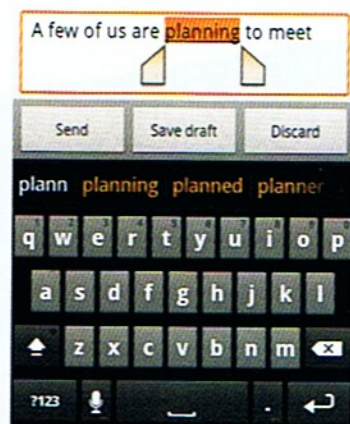 A few of us are planning to meet
Send Save draft Discard
plann planning planned planner
q w e r t y u i o p
a s d f g h j k l
z x c v b n m
?123 .